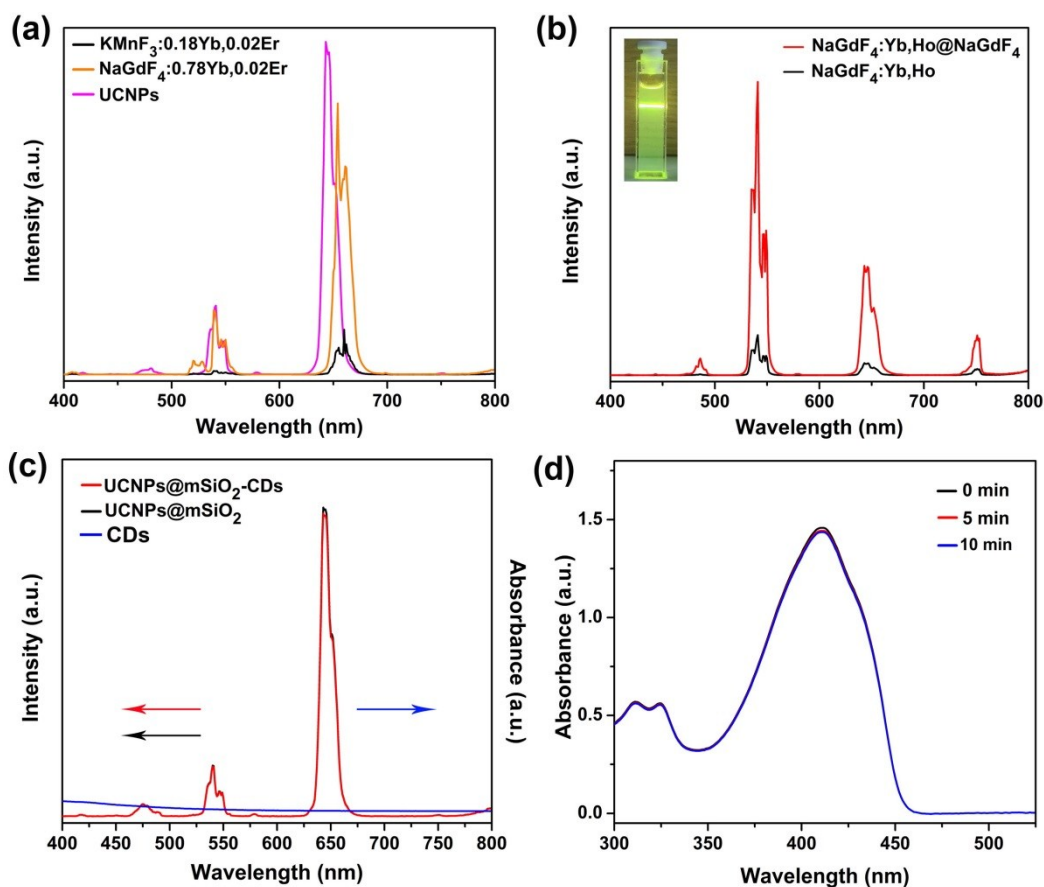 (a)
KMnF₃:0.18Yb,0.02Er
NaGdF₄:0.78Yb,0.02Er
UCNPs
Intensity (a.u.)
400 500 600 700 800
Wavelength (nm)
(b)
NaGdF₄:Yb,Ho@NaGdF₄
NaGdF₄:Yb,Ho
Intensity (a.u.)
400 500 600 700 800
Wavelength (nm)
(c)
UCNPs@mSiO₂-CDs
UCNPs@mSiO₂
CDs
Intensity (a.u.)
Absorbance (a.u.)
400 450 500 550 600 650 700 750 800
Wavelength (nm)
(d)
0 min
5 min
10 min
Absorbance (a.u.)
1.5
1.0
0.5
0.0
300 350 400 450 500
Wavelength (nm)